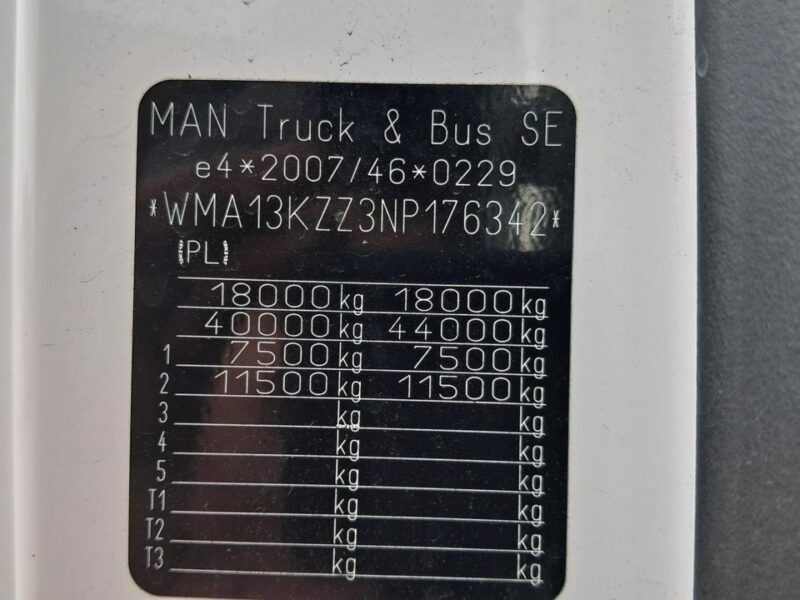 MAN Truck & Bus SE
e4*2007/46*0229
*WMA13KZZ3NP176342*
(PL)
18000 kg 18000 kg
40000 kg 44000 kg
1 7500 kg 7500 kg
2 11500 kg 11500 kg
3 kg kg
4 kg kg
5 kg kg
T1 kg kg
T2 kg kg
T3 kg kg